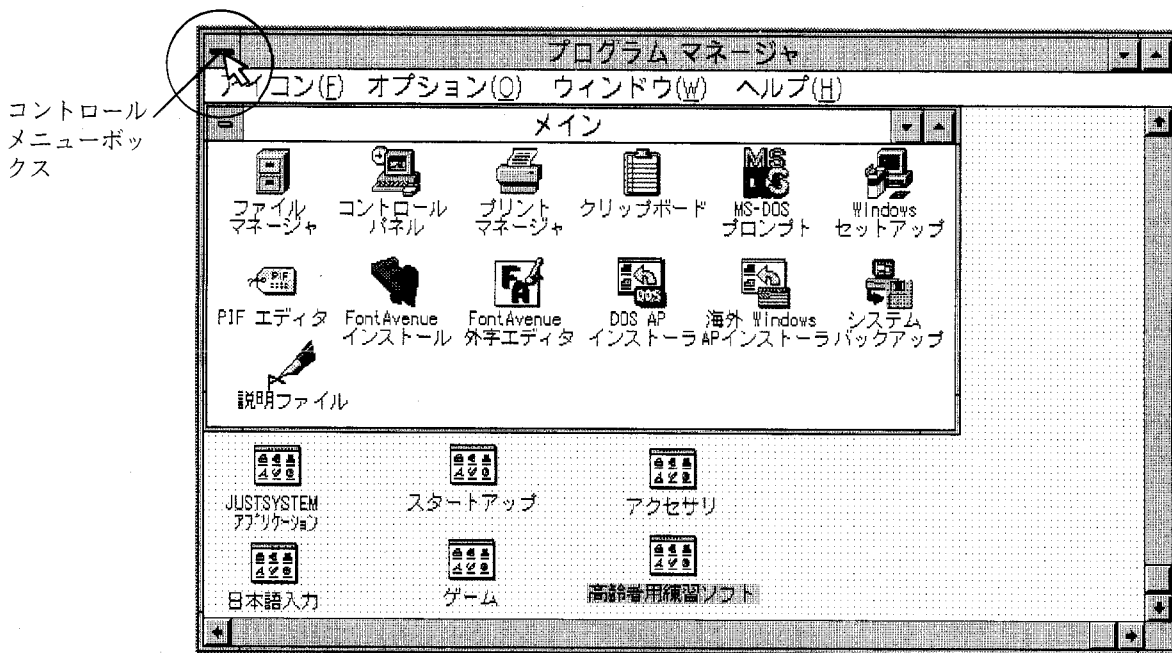 プログラム マネージャ
アイコン(F) オプション(O) ウィンドウ(W) ヘルプ(H)
コントロール
メニューボッ
クス
メイン
ファイル
マネージャ
コントロール
パネル
プリント
マネージャ
クリップボード
MS-DOS
プロンプト
Windows
セットアップ
PIF エディタ
FontAvenue
インストール
FontAvenue
外字エディタ
DOS AP
インストーラ
海外 Windows
APインストーラ
システム
バックアップ
説明ファイル
JUSTSYSTEM
アプリケーション
スタートアップ
アクセサリ
日本語入力
ゲーム
高齢者用練習ソフト